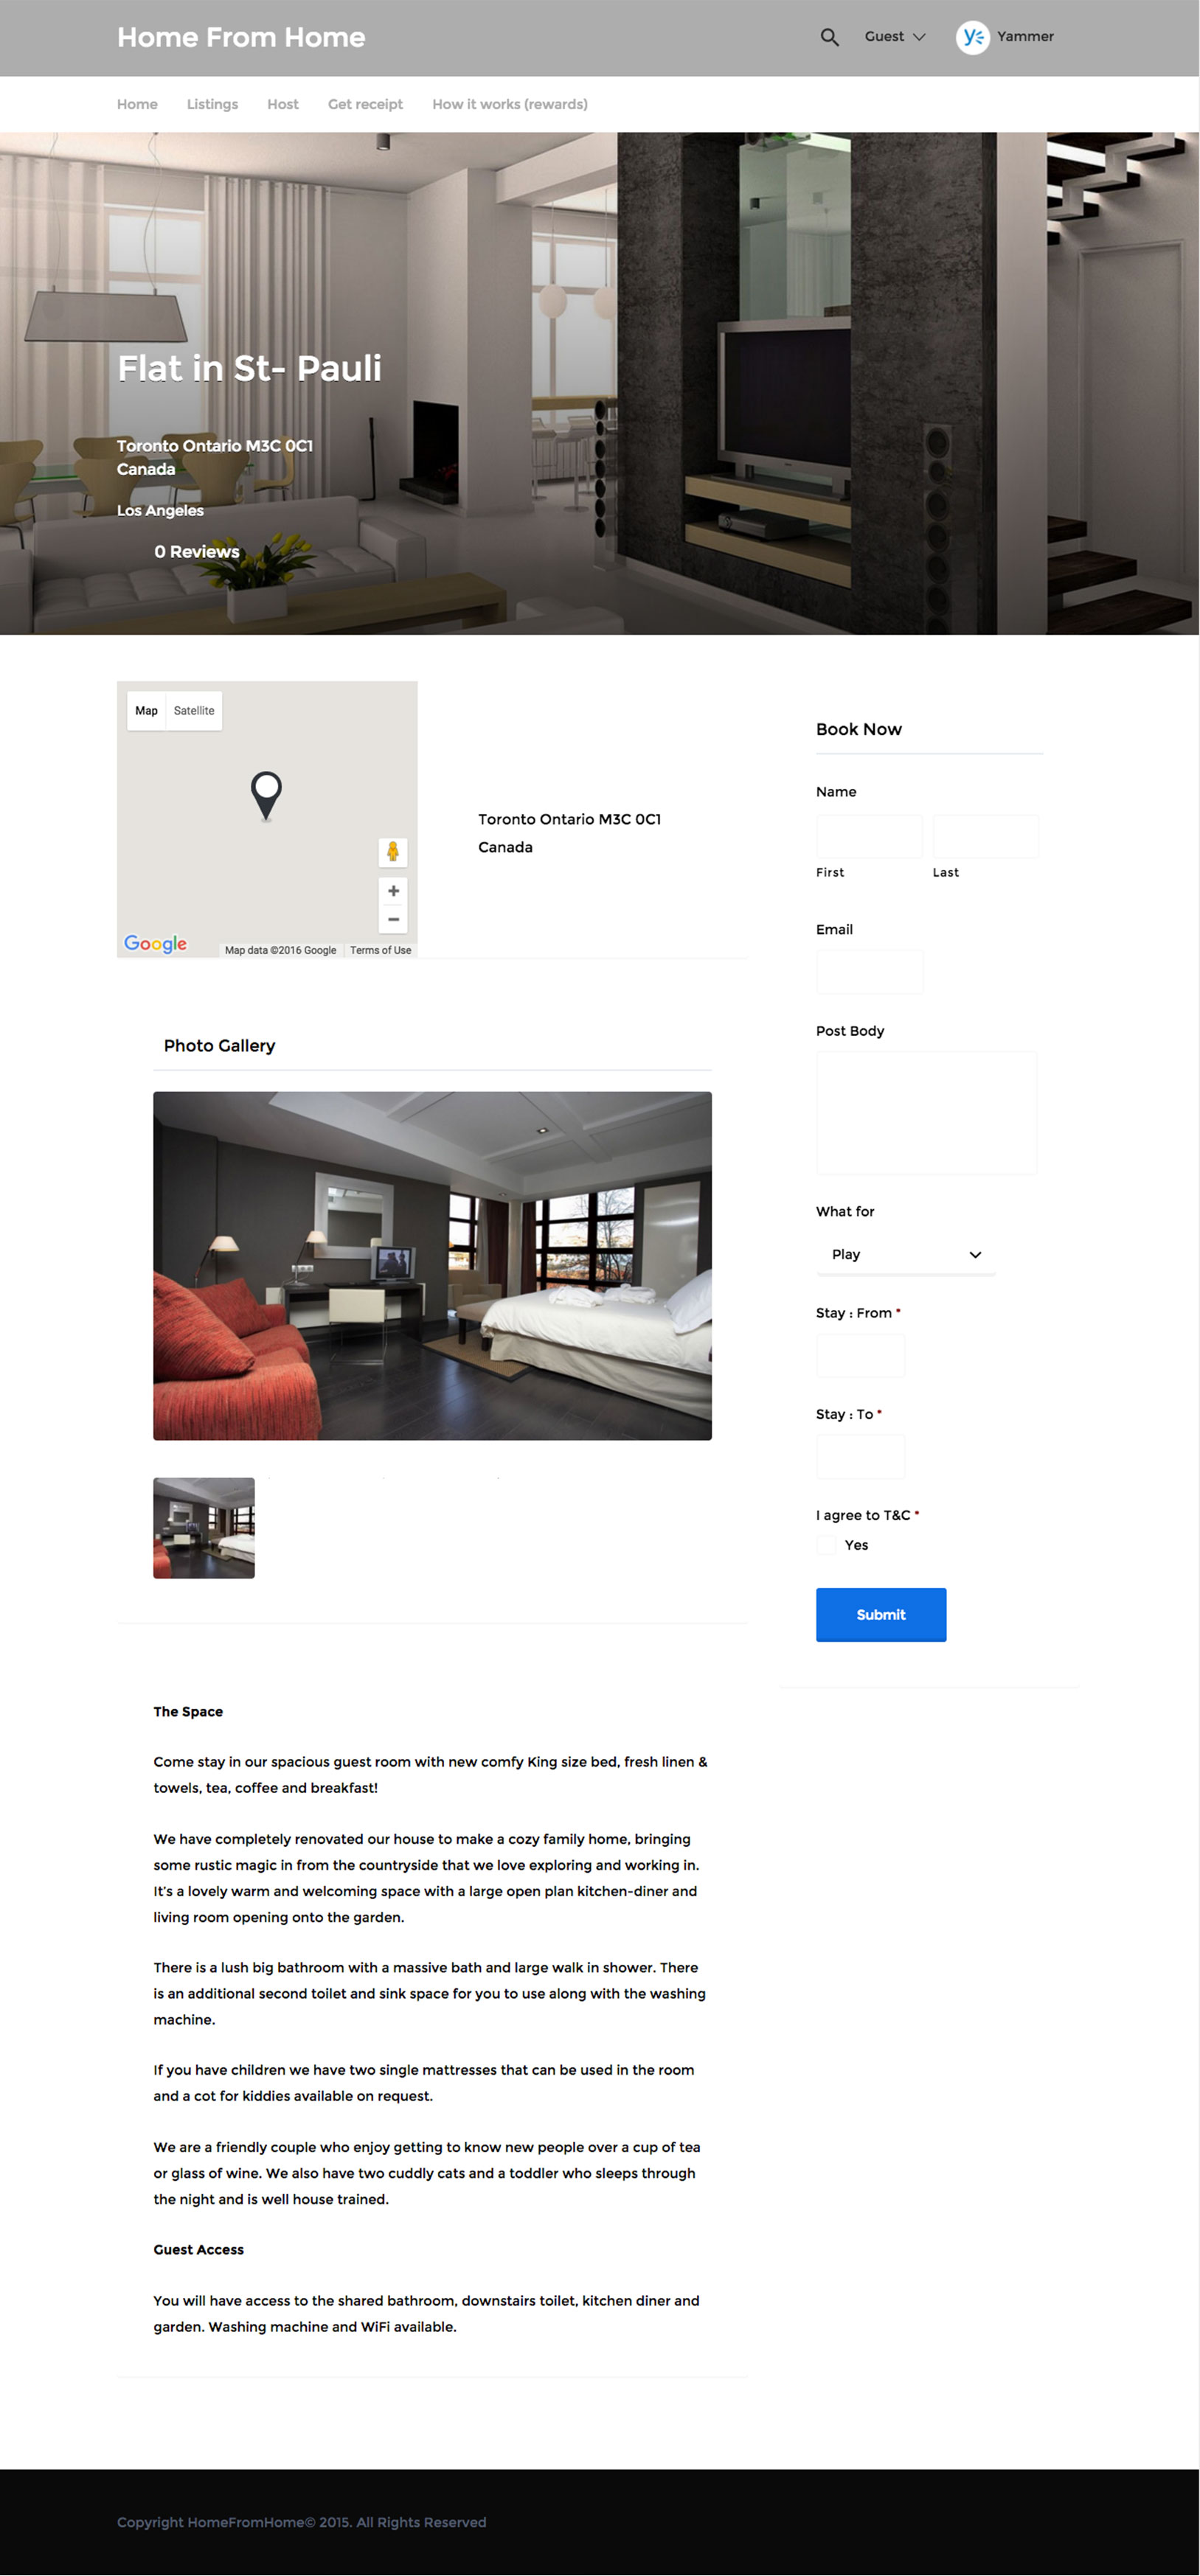 Home From Home
Guest
Yammer
Home
Listings
Host
Get receipt
How it works (rewards)
Flat in St- Pauli
Toronto Ontario M3C 0C1
Canada
Los Angeles
0 Reviews
Map
Satellite
Google
Map data ©2016 Google
Terms of Use
Toronto Ontario M3C 0C1
Canada
Photo Gallery
The Space
Come stay in our spacious guest room with new comfy King size bed, fresh linen &
towels, tea, coffee and breakfast!
We have completely renovated our house to make a cozy family home, bringing
some rustic magic in from the countryside that we love exploring and working in.
It's a lovely warm and welcoming space with a large open plan kitchen-diner and
living room opening onto the garden.
There is a lush big bathroom with a massive bath and large walk in shower. There
is an additional second toilet and sink space for you to use along with the washing
machine.
If you have children we have two single mattresses that can be used in the room
and a cot for kiddies available on request.
We are a friendly couple who enjoy getting to know new people over a cup of tea
or glass of wine. We also have two cuddly cats and a toddler who sleeps through
the night and is well house trained.
Guest Access
You will have access to the shared bathroom, downstairs toilet, kitchen diner and
garden. Washing machine and WiFi available.
Book Now
Name
First
Last
Email
Post Body
What for
Play
Stay : From *
Stay : To *
I agree to T&C *
Yes
Submit
Copyright HomeFromHome© 2015. All Rights Reserved